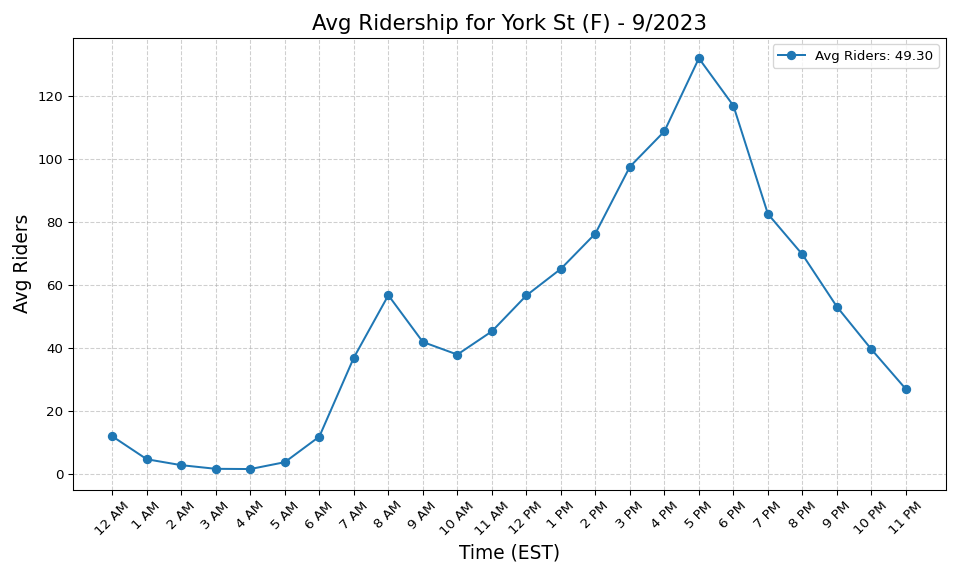 Avg Ridership for York St (F) - 9/2023
Avg Riders: 49.30
Avg Riders
120
100
80
60
40
20
0
12 AM
1 AM
2 AM
3 AM
4 AM
5 AM
6 AM
7 AM
8 AM
9 AM
10 AM
11 AM
12 PM
1 PM
2 PM
3 PM
4 PM
5 PM
6 PM
7 PM
8 PM
9 PM
10 PM
11 PM
Time (EST)